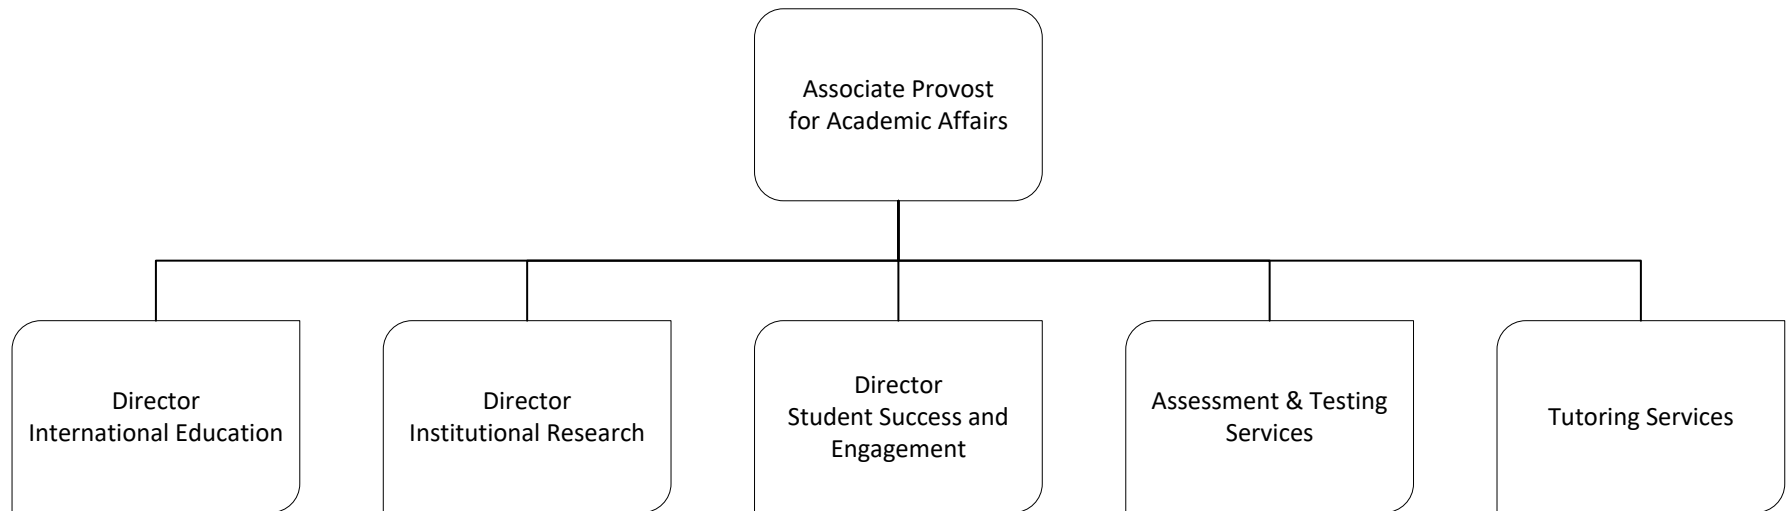 Associate Provost
for Academic Affairs
Director
International Education
Director
Institutional Research
Director
Student Success and
Engagement
Assessment & Testing
Services
Tutoring Services